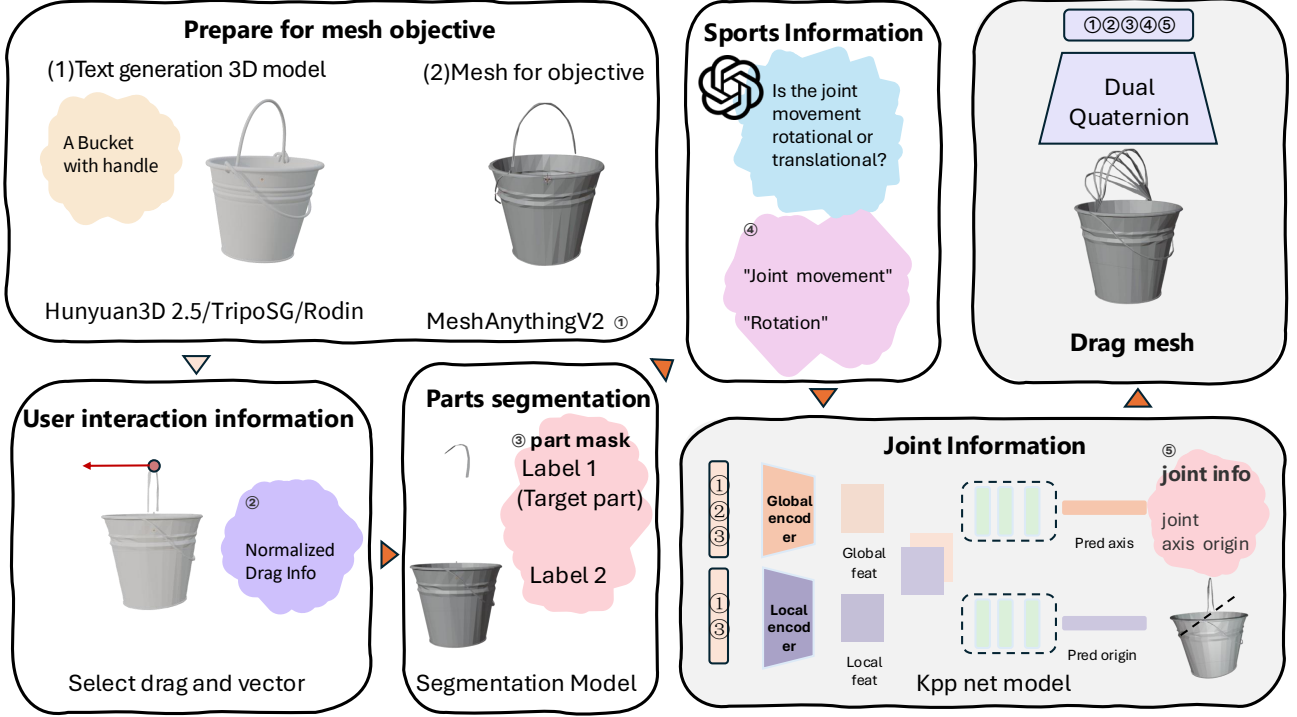 Prepare for mesh objective
(1)Text generation 3D model
(2)Mesh for objective
A Bucket
with handle
Hunyuan3D 2.5/TripoSG/Rodin
MeshAnythingV2 ①
User interaction information
②
Normalized
Drag Info
Select drag and vector
Parts segmentation
③ part mask
Label 1
(Target part)
Label 2
Segmentation Model
Sports Information
Is the joint
movement
rotational or
translational?
④
"Joint movement"
"Rotation"
Joint Information
①
②
③
Global
encod
er
Global
feat
①
③
Local
encod
er
Local
feat
Pred axis
Pred origin
⑤
joint info
joint
axis origin
Kpp net model
①②③④⑤
Dual
Quaternion
Drag mesh